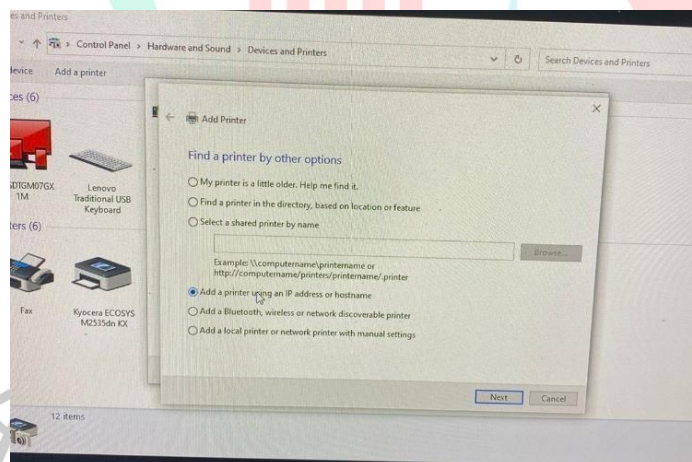 es and Printers
Control Panel > Hardware and Sound > Devices and Printers
Search Devices and Printers
device Add a printer
ces (6)
DTGM07GX
1M
Lenovo
Traditional USB
Keyboard
ters (6)
Fax
Kyocera ECOSYS
M2535dn KX
12 items
Add Printer
Find a printer by other options
My printer is a little older. Help me find it.
Find a printer in the directory, based on location or feature
Select a shared printer by name
Browse...
Example: \\computername\printername or
http://computername/printers/printername/.printer
Add a printer using an IP address or hostname
Add a Bluetooth, wireless or network discoverable printer
Add a local printer or network printer with manual settings
Next Cancel